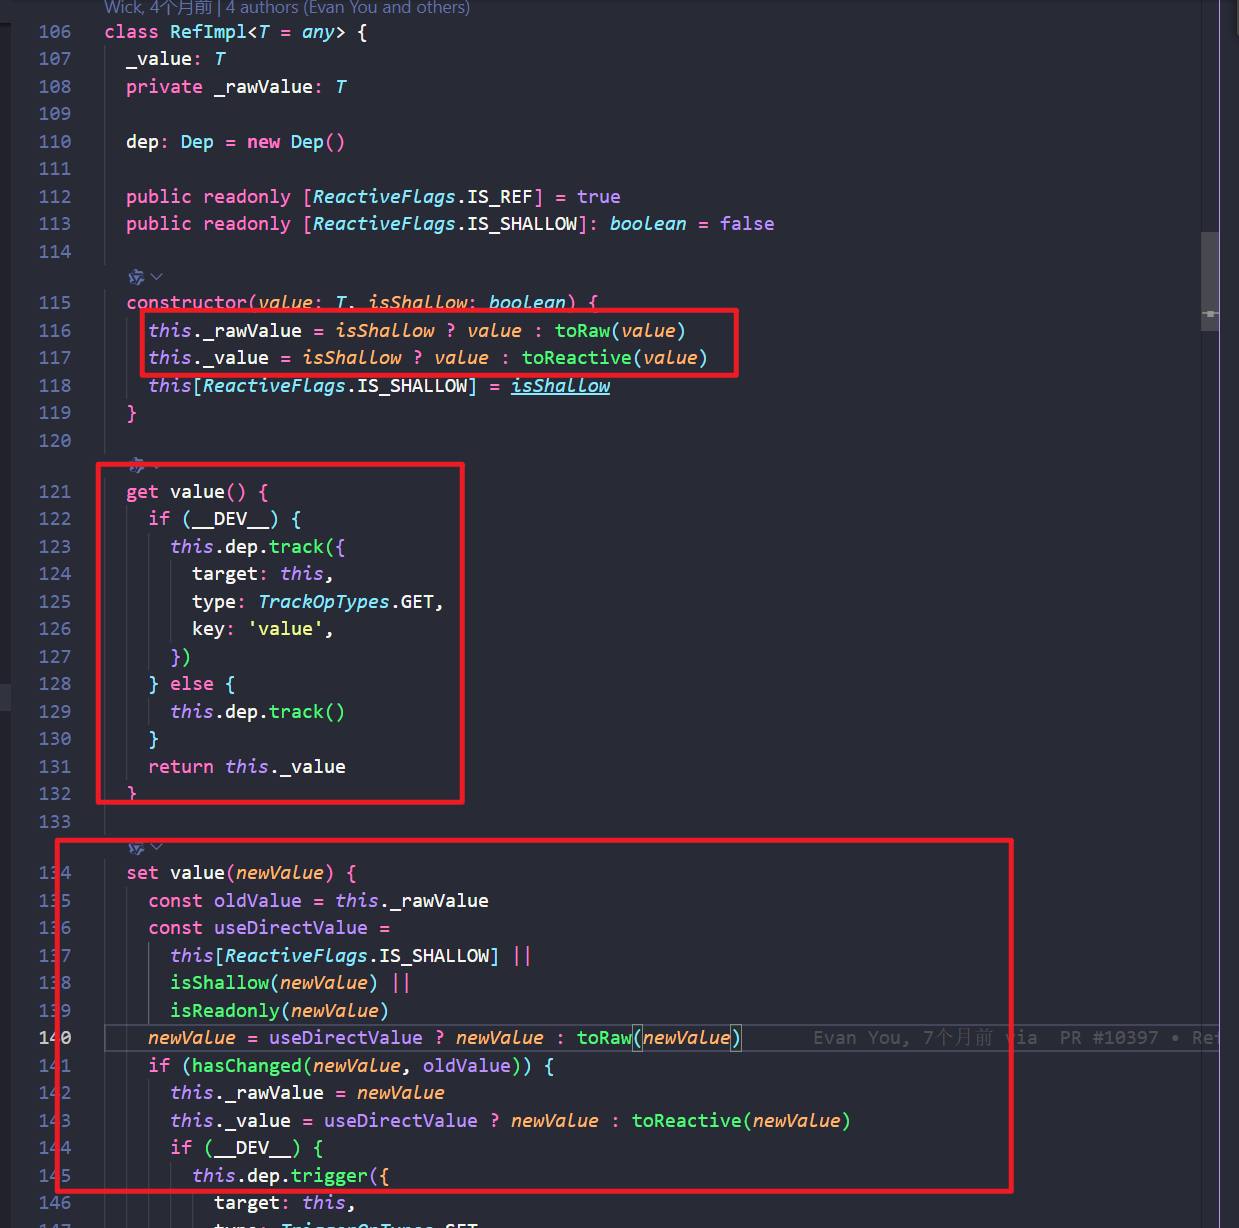 Wick, 4个月前 | 4 authors (Evan You and others)
106 class RefImpl<T = any> {
107 _value: T
108 private _rawValue: T
109
110 dep: Dep = new Dep()
111
112 public readonly [ReactiveFlags.IS_REF] = true
113 public readonly [ReactiveFlags.IS_SHALLOW]: boolean = false
114
115 constructor(value: T, isShallow: boolean) {
116 this._rawValue = isShallow ? value : toRaw(value)
117 this._value = isShallow ? value : toReactive(value)
118 this[ReactiveFlags.IS_SHALLOW] = isShallow
119 }
120
121 get value() {
122 if (__DEV__) {
123 this.dep.track({
124 target: this,
125 type: TrackOpTypes.GET,
126 key: 'value',
127 })
128 } else {
129 this.dep.track()
130 }
131 return this._value
132 }
133
134 set value(newValue) {
135 const oldValue = this._rawValue
136 const useDirectValue =
137 this[ReactiveFlags.IS_SHALLOW] ||
138 isShallow(newValue) ||
139 isReadonly(newValue)
140 newValue = useDirectValue ? newValue : toRaw(newValue) Evan You, 7个月前 via PR #10397 • Ref
141 if (hasChanged(newValue, oldValue)) {
142 this._rawValue = newValue
143 this._value = useDirectValue ? newValue : toReactive(newValue)
144 if (__DEV__) {
145 this.dep.trigger({
146 target: this,
147 type: TriggerOpTypes.SET